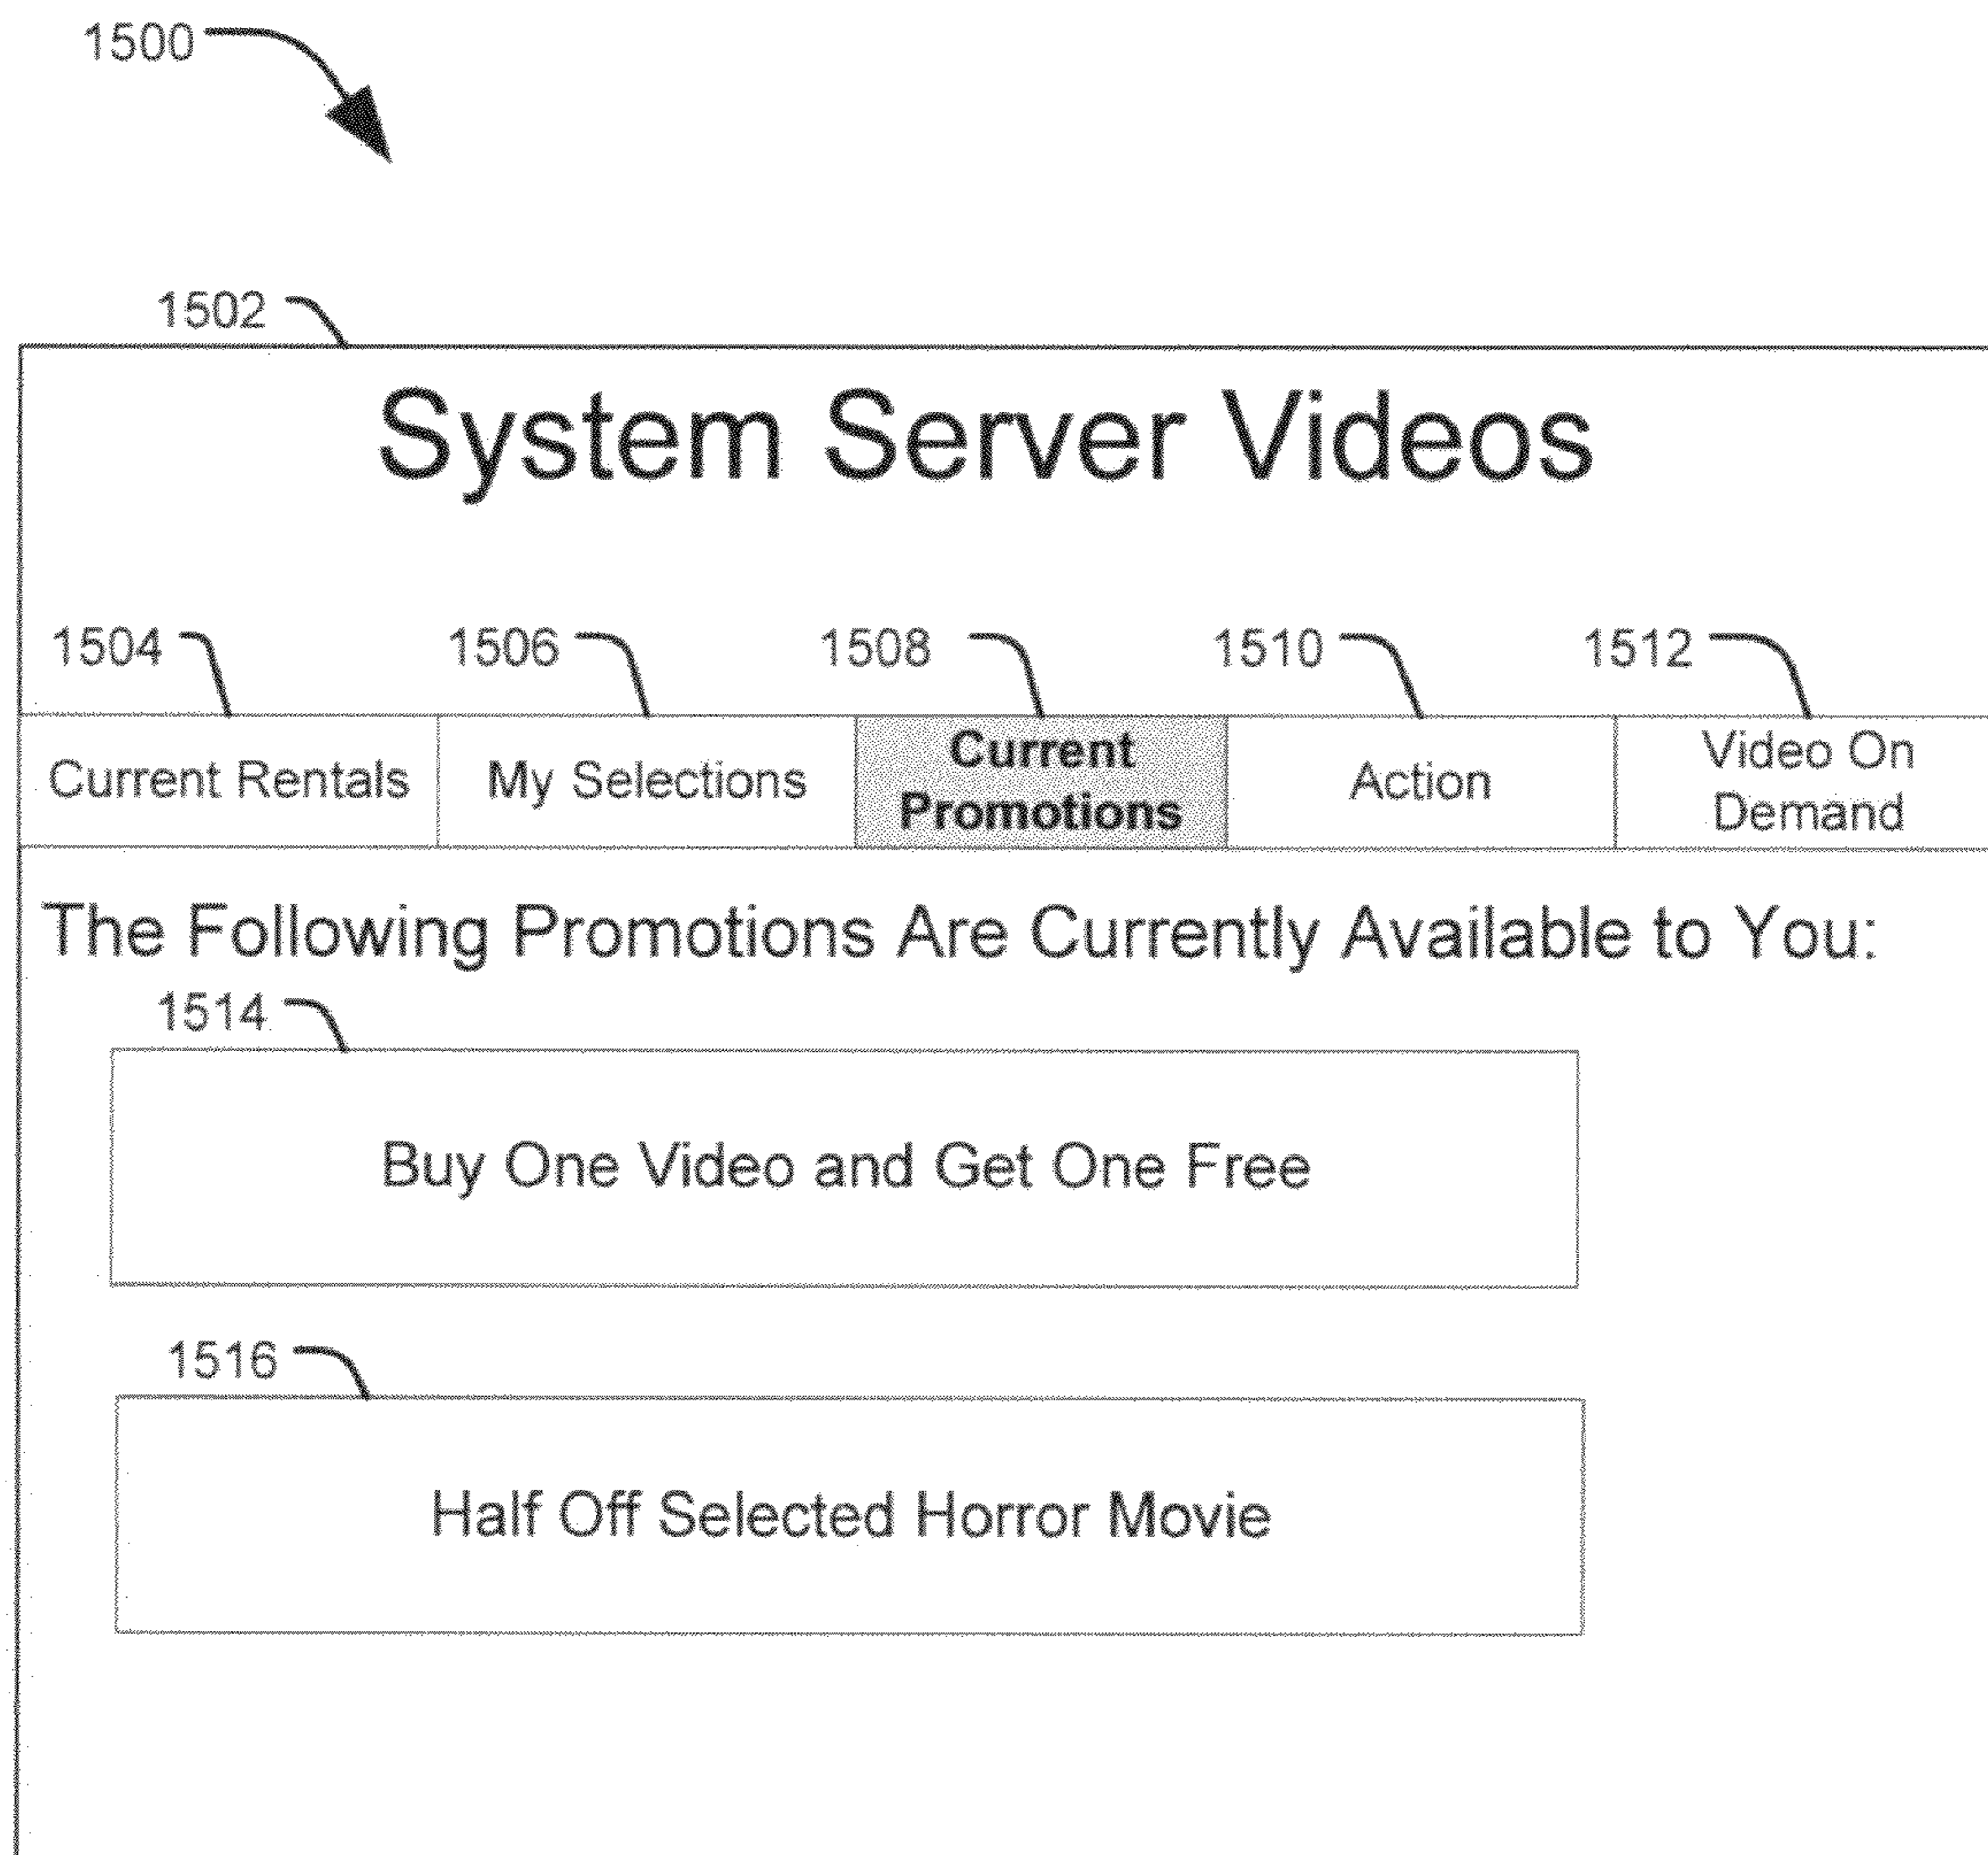 1500
1502
System Server Videos
1504 1506 1508 1510 1512
Current Rentals My Selections Current Promotions Action Video On Demand
The Following Promotions Are Currently Available to You:
1514
Buy One Video and Get One Free
1516
Half Off Selected Horror Movie